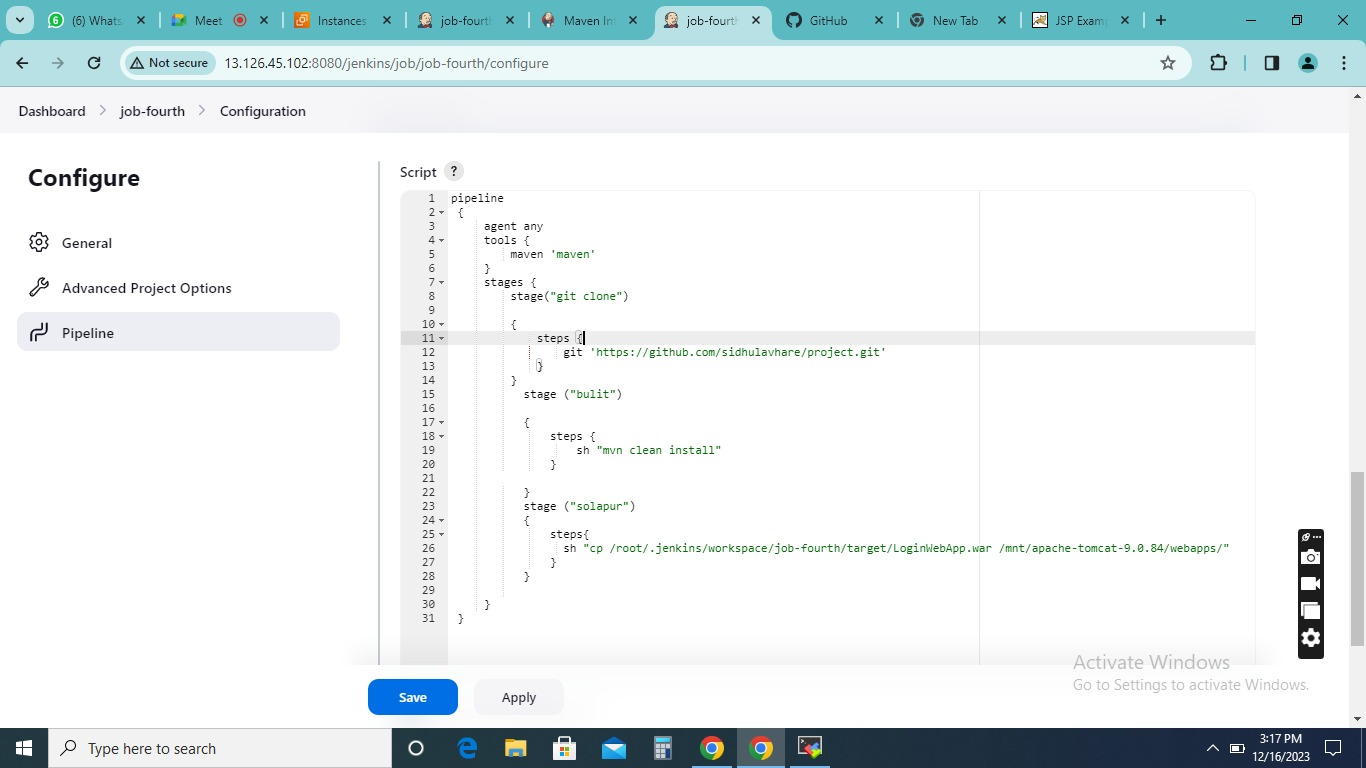 (6) Whats
Meet
Instances
job-fourt
Maven In
job-fourt
GitHub
New Tab
JSP Exam
Not secure
13.126.45.102:8080/jenkins/job/job-fourth/configure
Dashboard > job-fourth > Configuration
Configure
General
Advanced Project Options
Pipeline
Script ?
1 pipeline
2 {
3 agent any
4 tools {
5 maven 'maven'
6 }
7 stages {
8 stage("git clone")
9
10 {
11 steps {
12 git 'https://github.com/sidhulavhare/project.git'
13 }
14 }
15 stage ("bulit")
16
17 {
18 steps {
19 sh "mvn clean install"
20 }
21
22 }
23 stage ("solapur")
24 {
25 steps{
26 sh "cp /root/.jenkins/workspace/job-fourth/target/LoginWebApp.war /mnt/apache-tomcat-9.0.84/webapps/"
27 }
28 }
29
30 }
31 }
Save
Apply
Activate Windows
Go to Settings to activate Windows.
Type here to search
3:17 PM
12/16/2023